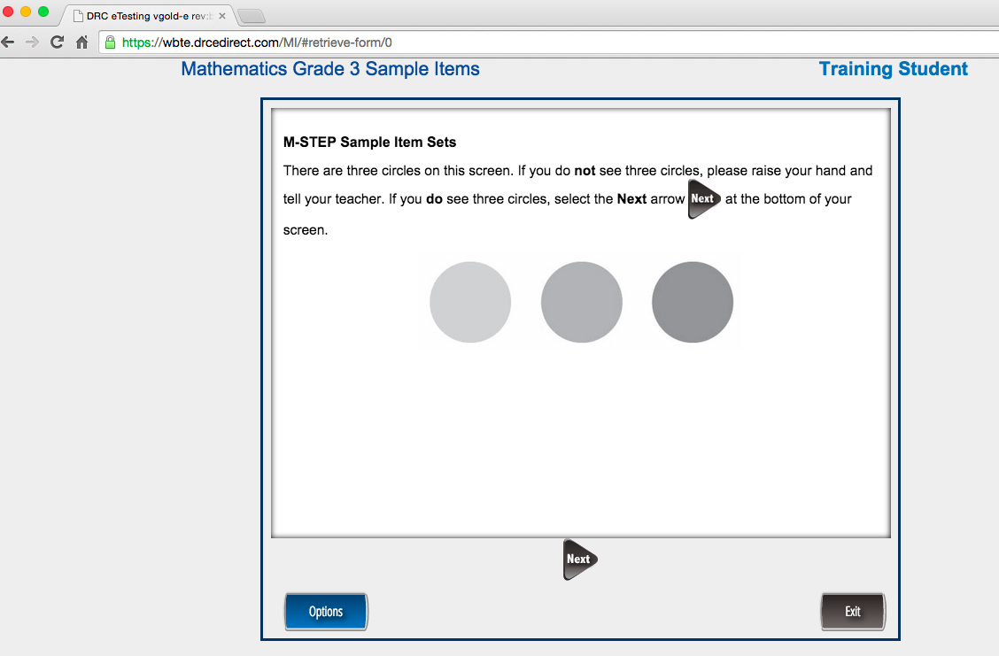 DRC eTesting vgold-e rev:
https://wbte.drcedirect.com/MI/#retrieve-form/0
Mathematics Grade 3 Sample Items
Training Student
M-STEP Sample Item Sets
There are three circles on this screen. If you do not see three circles, please raise your hand and
tell your teacher. If you do see three circles, select the Next arrow Next at the bottom of your
screen.
Next
Options
Exit